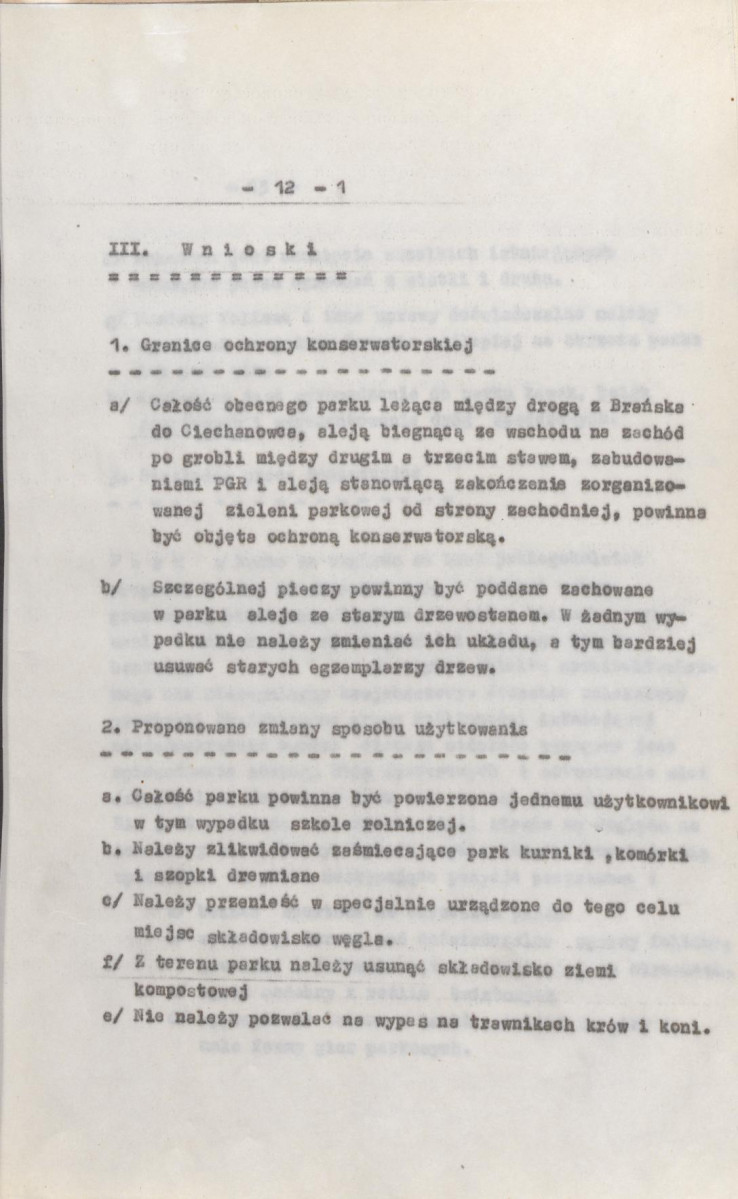 - 12 - 1
III. W n i o s k i
= = = = = = = = = = = =
1. Granice ochrony konserwatorskiej
- - - - - - - - - - - - - - - - - - -
a/ Całość obecnego parku leżąca między drogą z Brańska
do Ciechanowca, aleją biegnącą ze wschodu na zachód
po grobli między drugim a trzecim stawem, zabudowa-
niami PGR i aleją stanowiącą zakończenie zorganizo-
wanej zieleni parkowej od strony zachodniej, powinna
być objęta ochroną konserwatorską.
b/ Szczególnej pieczy powinny być poddane zachowane
w parku aleje ze starym drzewostanem. W żadnym wy-
padku nie należy zmieniać ich układu, a tym bardziej
usuwać starych egzemplarzy drzew.
2. Proponowane zmiany sposobu użytkowania
- - - - - - - - - - - - - - - - - - - - - - -
a. Całość parku powinna być powierzona jednemu użytkownikowi
w tym wypadku szkole rolniczej.
b. Należy zlikwidować zaśmiecające park kurniki ,komórki
i szopki drewniane
c/ Należy przenieść w specjalnie urządzone do tego celu
miejsc składowisko węgla.
f/ Z terenu parku należy usunąć składowisko ziemi
kompostowej
e/ Nie należy pozwalać na wypas na trawnikach krów i koni.